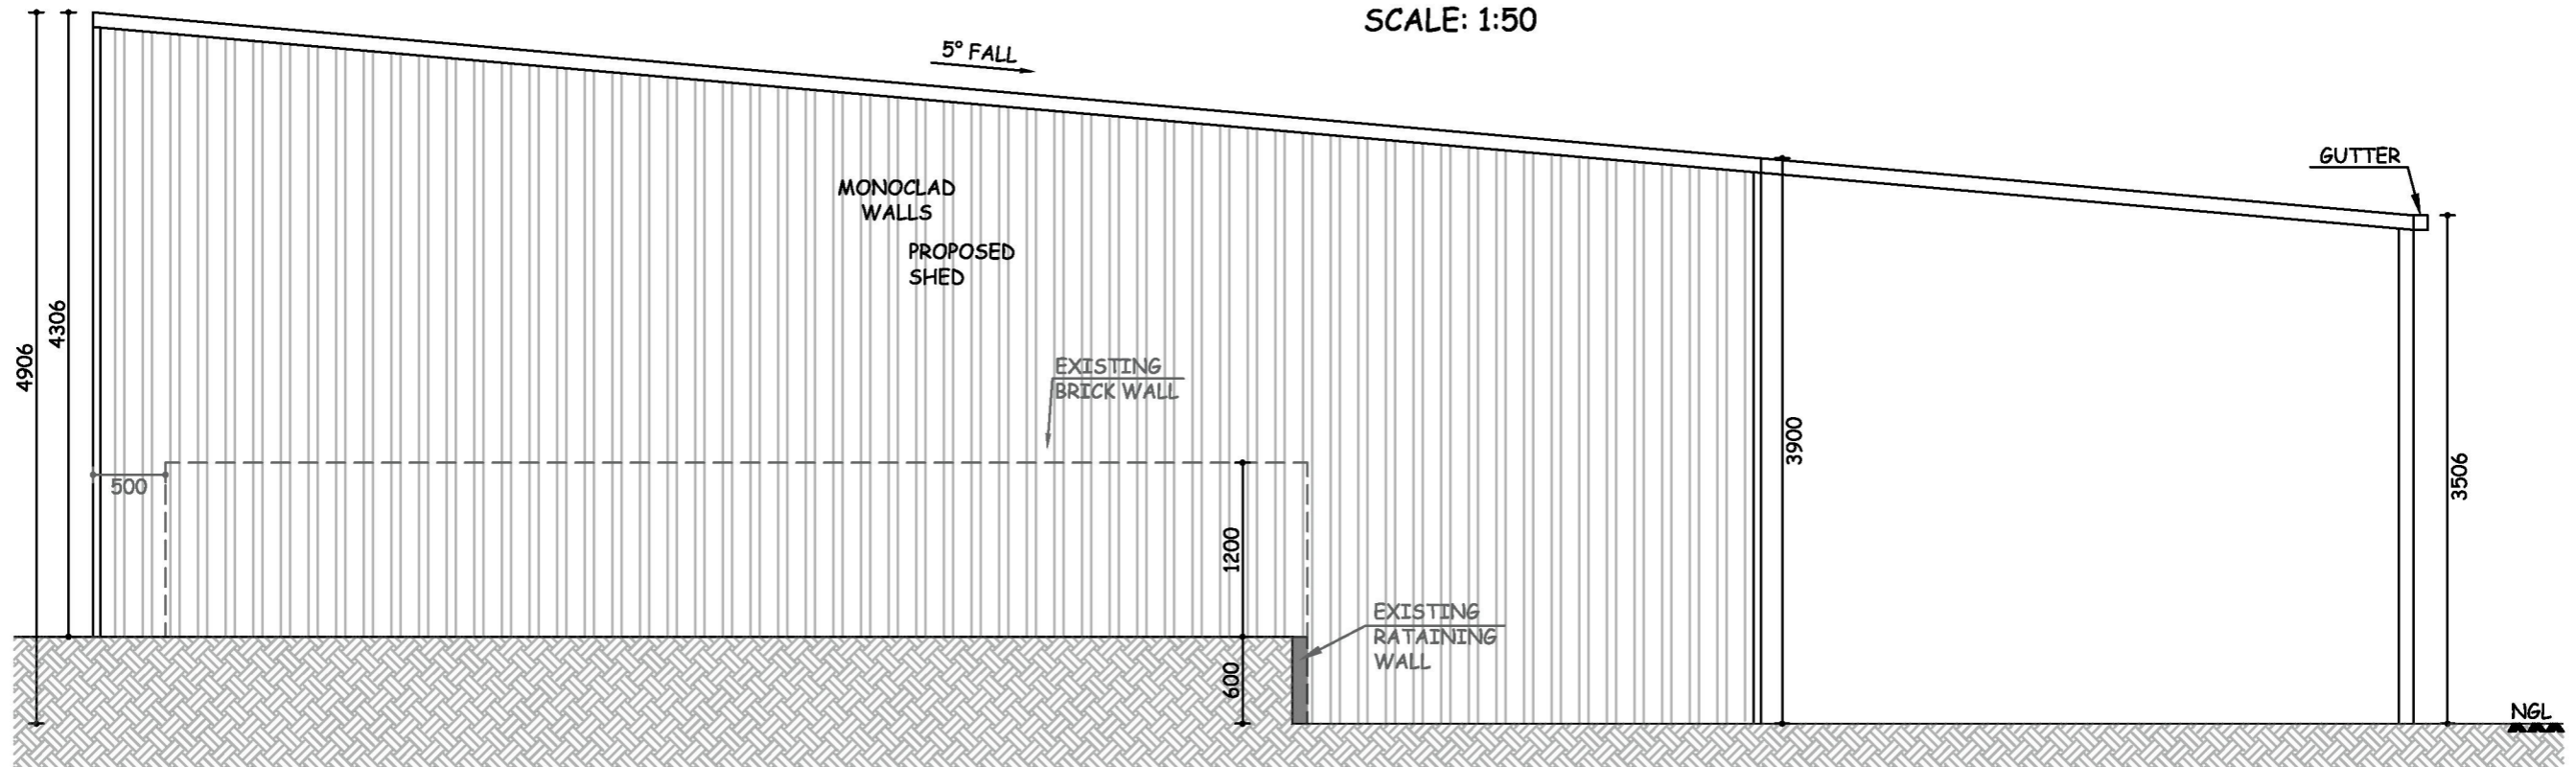 SCALE: 1:50
5° FALL
GUTTER
MONOCLAD
WALLS
PROPOSED
SHED
4906
4306
EXISTING
BRICK WALL
3900
3506
500
1200
EXISTING
RATAINING
WALL
600
NGL